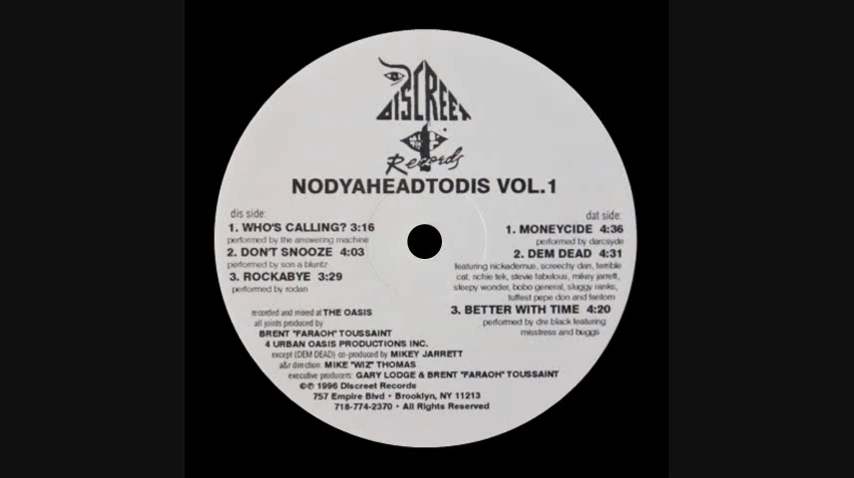 DISCREET
Records
NODYAHEADTODIS VOL.1
dis side:
1. WHO'S CALLING? 3:16
performed by the answering machine
2. DON'T SNOOZE 4:03
performed by son a bluntz
3. ROCKABYE 3:29
performed by rodan
dat side:
1. MONEYCIDE 4:36
performed by darcsyde
2. DEM DEAD 4:31
featuring nickademus, screechy dan, terrible
cat, richie tek, stevie fabulous, mikey jarrett,
sleepy wonder, bobo general, sluggy ranks,
tuffest pepe don and fantom
3. BETTER WITH TIME 4:20
performed by dre black featuring
misstress and buggs
recorded and mixed at THE OASIS
all joints produced by
BRENT "FARAOH" TOUSSAINT
4 URBAN OASIS PRODUCTIONS INC.
except (DEM DEAD) co-produced by MIKEY JARRETT
a&r direction: MIKE "WIZ" THOMAS
executive producers: GARY LODGE & BRENT "FARAOH" TOUSSAINT
©℗ 1996 Discreet Records
757 Empire Blvd • Brooklyn, NY 11213
718-774-2370 • All Rights Reserved